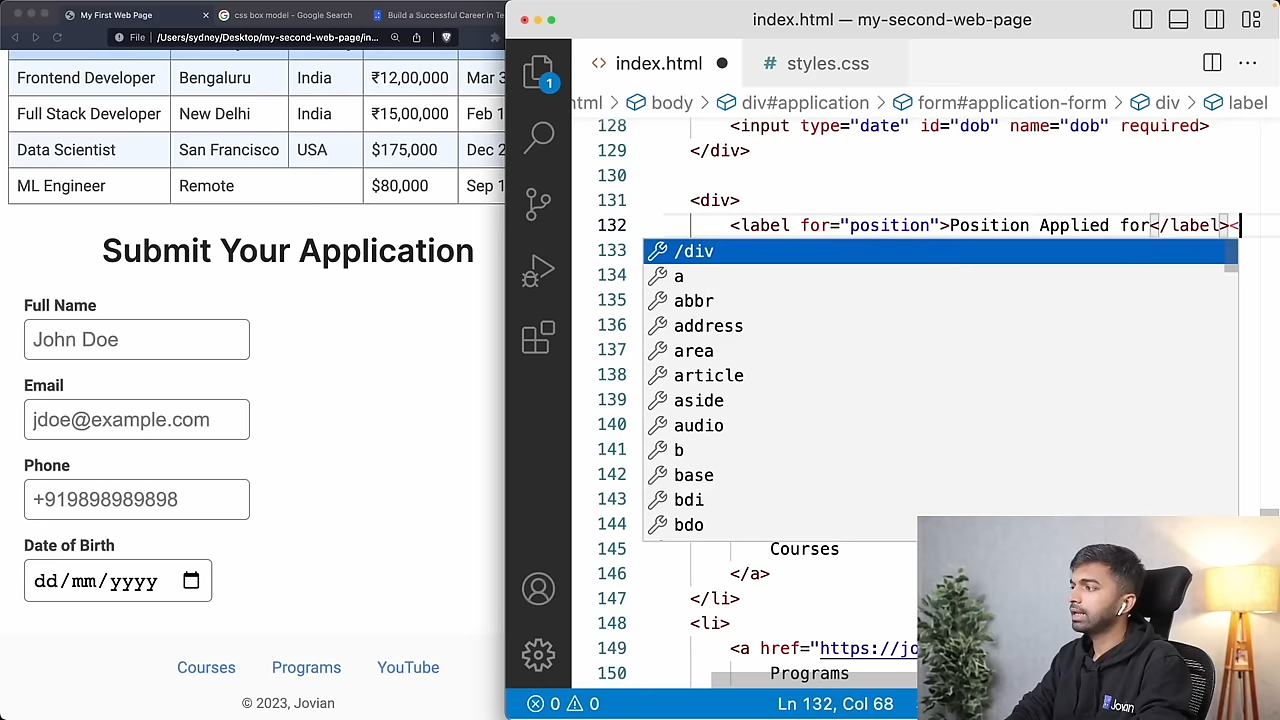 My First Web Page
css box model - Google Search
Build a Successful Career in Te
File
/Users/sydney/Desktop/my-second-web-page/in...
Frontend Developer Bengaluru India ₹12,00,000 Mar 3
Full Stack Developer New Delhi India ₹15,00,000 Feb 1
Data Scientist San Francisco USA $175,000 Dec 2
ML Engineer Remote $80,000 Sep 1
Submit Your Application
Full Name
John Doe
Email
jdoe@example.com
Phone
+919898989898
Date of Birth
dd/mm/yyyy
Courses Programs YouTube
© 2023, Jovian
index.html — my-second-web-page
1
<> index.html
# styles.css
html > body > div#application > form#application-form > div > label
128 <input type="date" id="dob" name="dob" required>
129 </div>
130
131 <div>
132 <label for="position">Position Applied for</label><
133 /div
134 a
135 abbr
136 address
137 area
138 article
139 aside
140 audio
141 b
142 base
143 bdi
144 bdo
145 Courses
146 </a>
147 </li>
148 <li>
149 <a href="https://jo
150 Programs
0 0
Ln 132, Col 68
Jovian